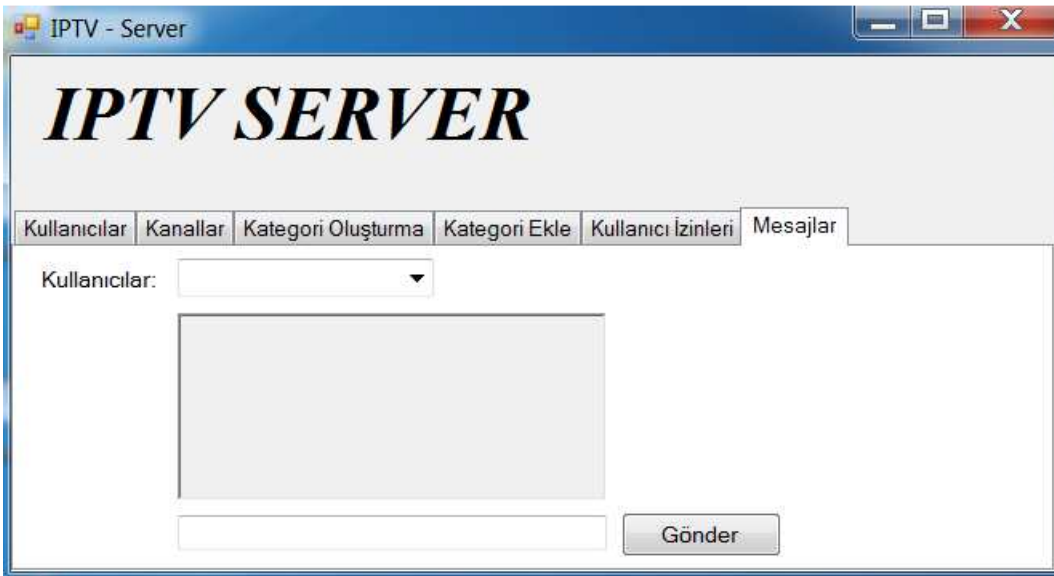 IPTV - Server
IPTV SERVER
Kullanıcılar Kanallar Kategori Oluşturma Kategori Ekle Kullanıcı İzinleri Mesajlar
Kullanıcılar:
Gönder